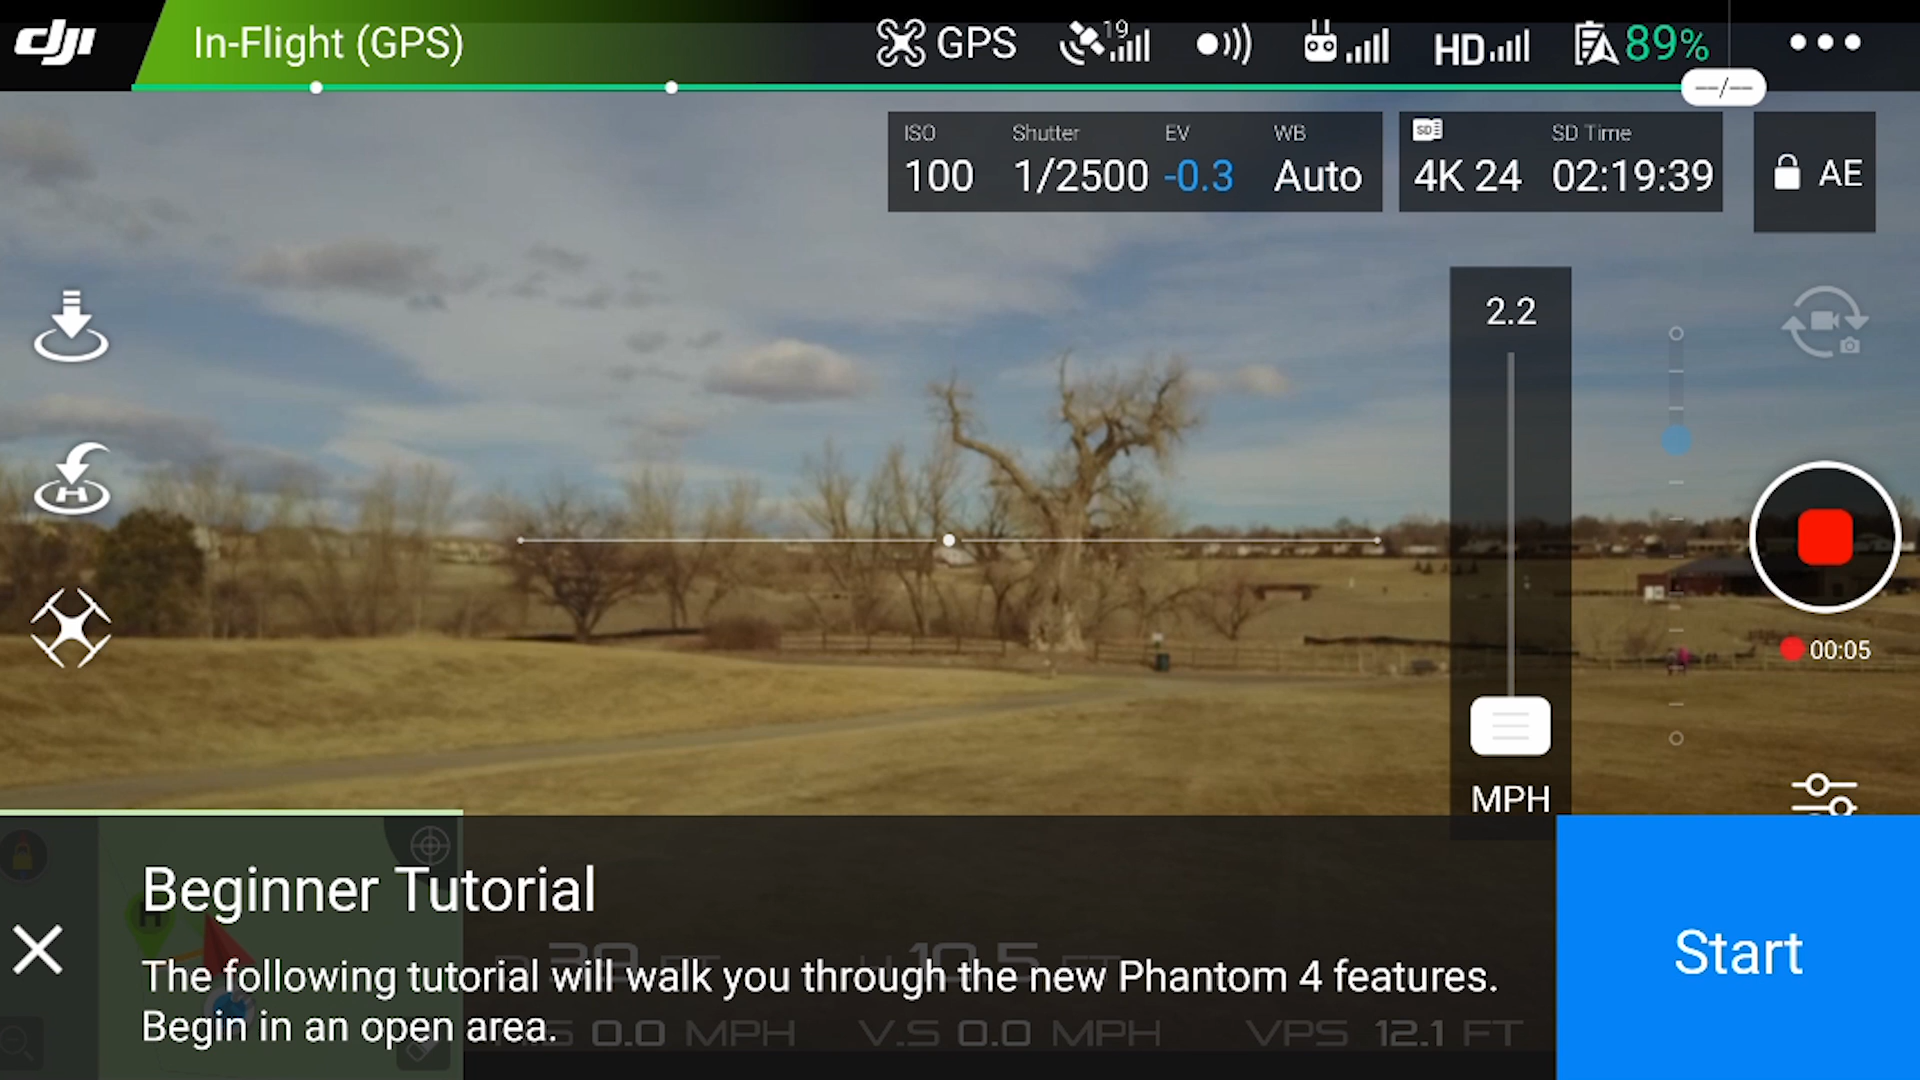 dji In-Flight (GPS) GPS 19 HD 89% --/--
ISO Shutter EV WB SD SD Time
100 1/2500 -0.3 Auto 4K 24 02:19:39 AE
2.2
H
00:05
MPH
Beginner Tutorial
H
The following tutorial will walk you through the new Phantom 4 features.
Begin in an open area.
Start
10.5 FT
0.0 MPH V.S 0.0 MPH VPS 12.1 FT